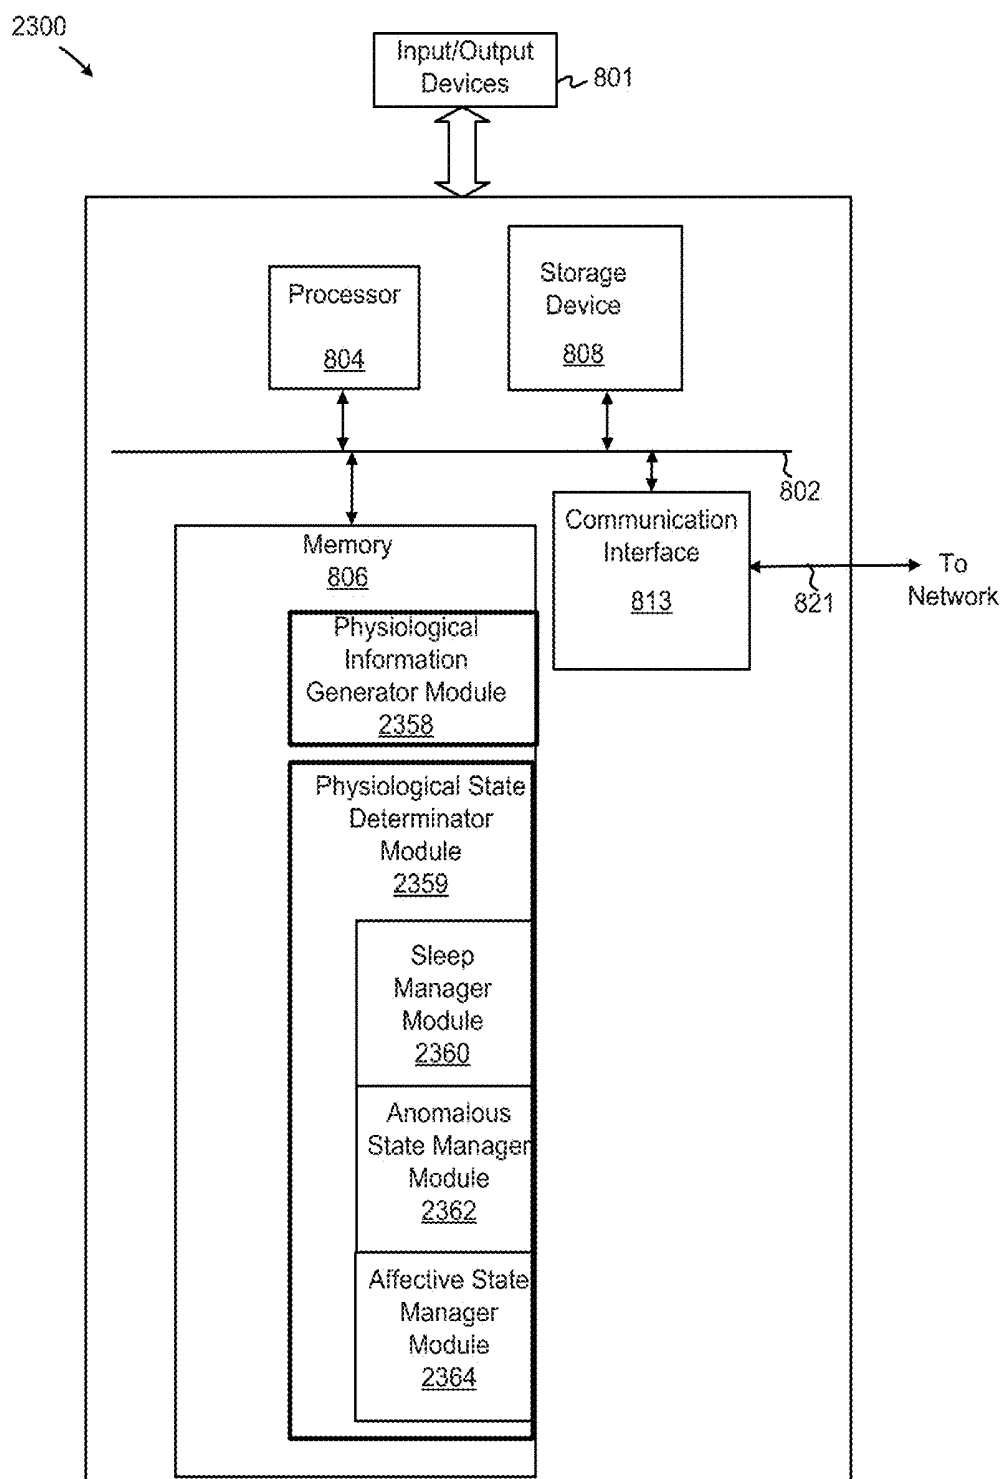 2300
Input/Output
Devices
801
Processor
804
Storage
Device
808
802
Memory
806
Communication
Interface
813
821
To
Network
Physiological
Information
Generator Module
2358
Physiological State
Determinator
Module
2359
Sleep
Manager
Module
2360
Anomalous
State Manager
Module
2362
Affective State
Manager
Module
2364